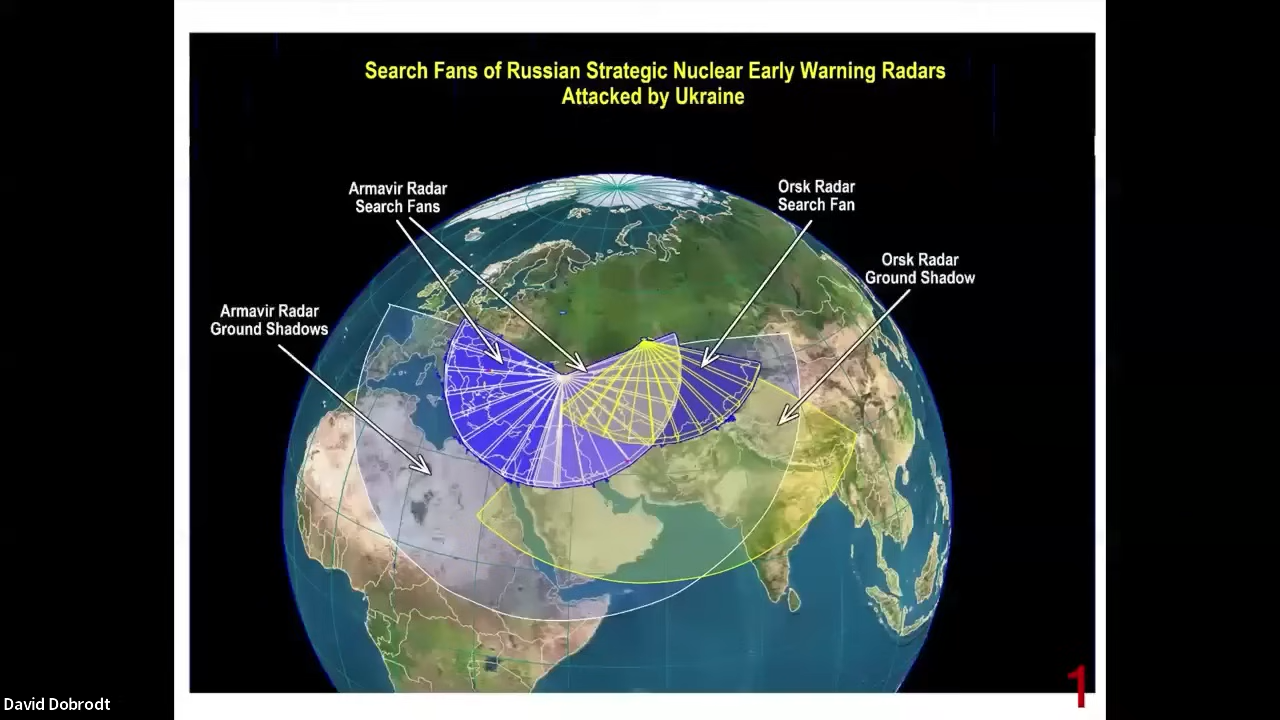 Search Fans of Russian Strategic Nuclear Early Warning Radars
Attacked by Ukraine
Armavir Radar
Search Fans
Orsk Radar
Search Fan
Orsk Radar
Ground Shadow
Armavir Radar
Ground Shadows
1
David Dobrodt